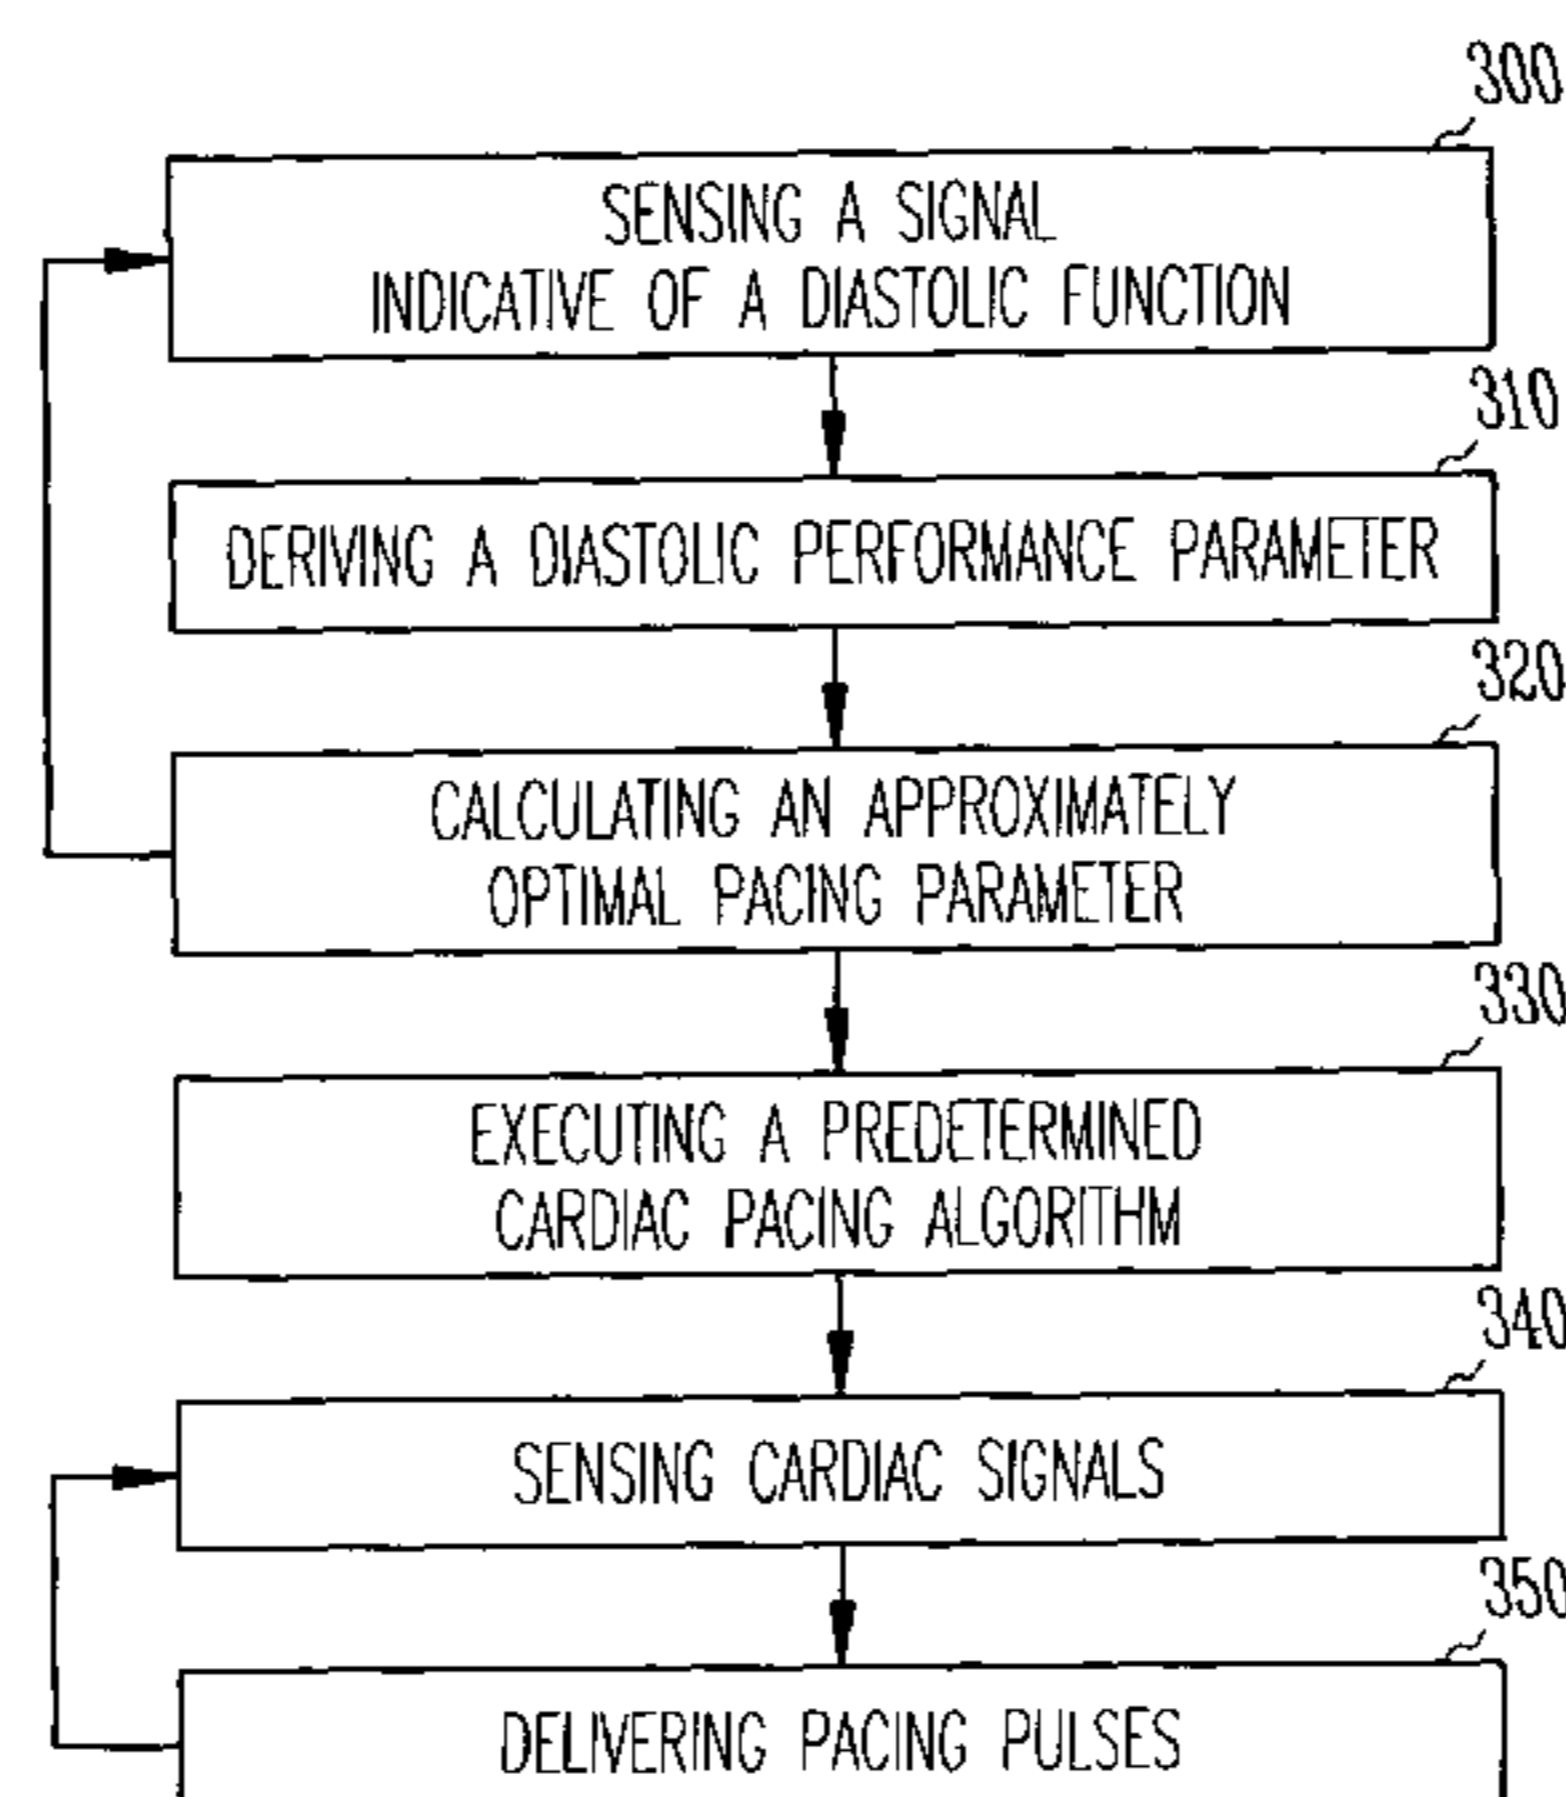 300
SENSING A SIGNAL
INDICATIVE OF A DIASTOLIC FUNCTION
310
DERIVING A DIASTOLIC PERFORMANCE PARAMETER
320
CALCULATING AN APPROXIMATELY
OPTIMAL PACING PARAMETER
330
EXECUTING A PREDETERMINED
CARDIAC PACING ALGORITHM
340
SENSING CARDIAC SIGNALS
350
DELIVERING PACING PULSES